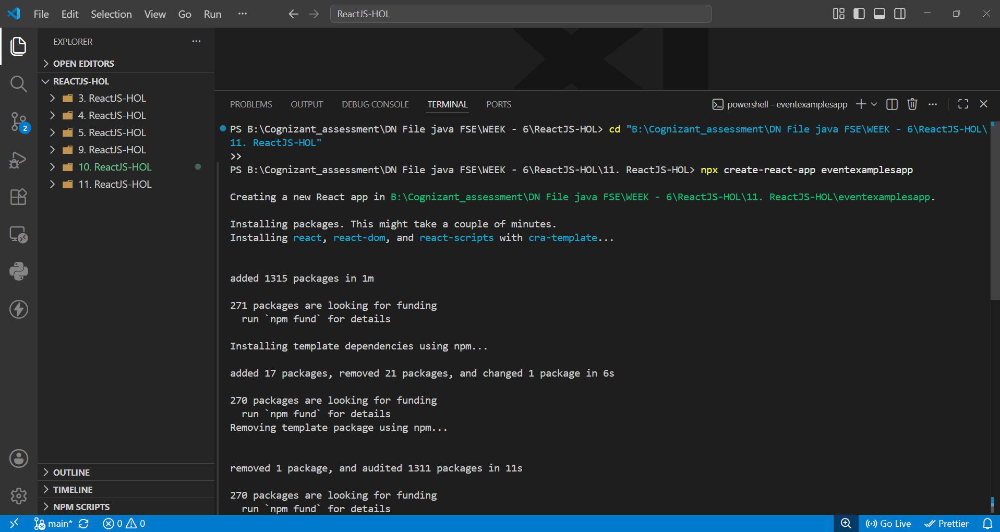 File Edit Selection View Go Run ···
ReactJS-HOL
EXPLORER
OPEN EDITORS
REACTJS-HOL
3. ReactJS-HOL
4. ReactJS-HOL
5. ReactJS-HOL
9. ReactJS-HOL
10. ReactJS-HOL
11. ReactJS-HOL
2
OUTLINE
TIMELINE
NPM SCRIPTS
PROBLEMS OUTPUT DEBUG CONSOLE TERMINAL PORTS
powershell - eventexamplesapp
PS B:\Cognizant_assessment\DN File java FSE\WEEK - 6\ReactJS-HOL> cd "B:\Cognizant_assessment\DN File java FSE\WEEK - 6\ReactJS-HOL\
11. ReactJS-HOL"
>>
PS B:\Cognizant_assessment\DN File java FSE\WEEK - 6\ReactJS-HOL\11. ReactJS-HOL> npx create-react-app eventexamplesapp
Creating a new React app in B:\Cognizant_assessment\DN File java FSE\WEEK - 6\ReactJS-HOL\11. ReactJS-HOL\eventexamplesapp.
Installing packages. This might take a couple of minutes.
Installing react, react-dom, and react-scripts with cra-template...
added 1315 packages in 1m
271 packages are looking for funding
run `npm fund` for details
Installing template dependencies using npm...
added 17 packages, removed 21 packages, and changed 1 package in 6s
270 packages are looking for funding
run `npm fund` for details
Removing template package using npm...
removed 1 package, and audited 1311 packages in 11s
270 packages are looking for funding
run `npm fund` for details
main* 0 0
Go Live Prettier